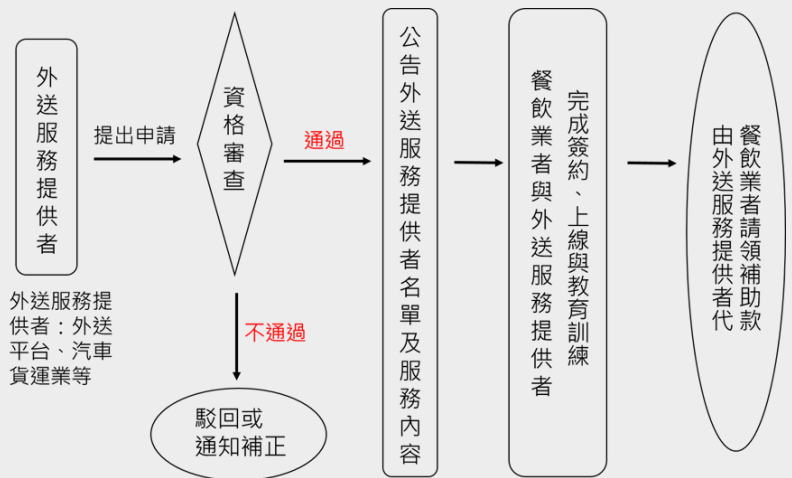 外送服務提供者
提出申請
資格審查
通過
公告外送服務提供者名單及服務內容
餐飲業者與外送服務提供者
完成簽約、上線與教育訓練
由外送服務提供者代
餐飲業者請領補助款
外送服務提
供者：外送
平台、汽車
貨運業等
不通過
駁回或
通知補正